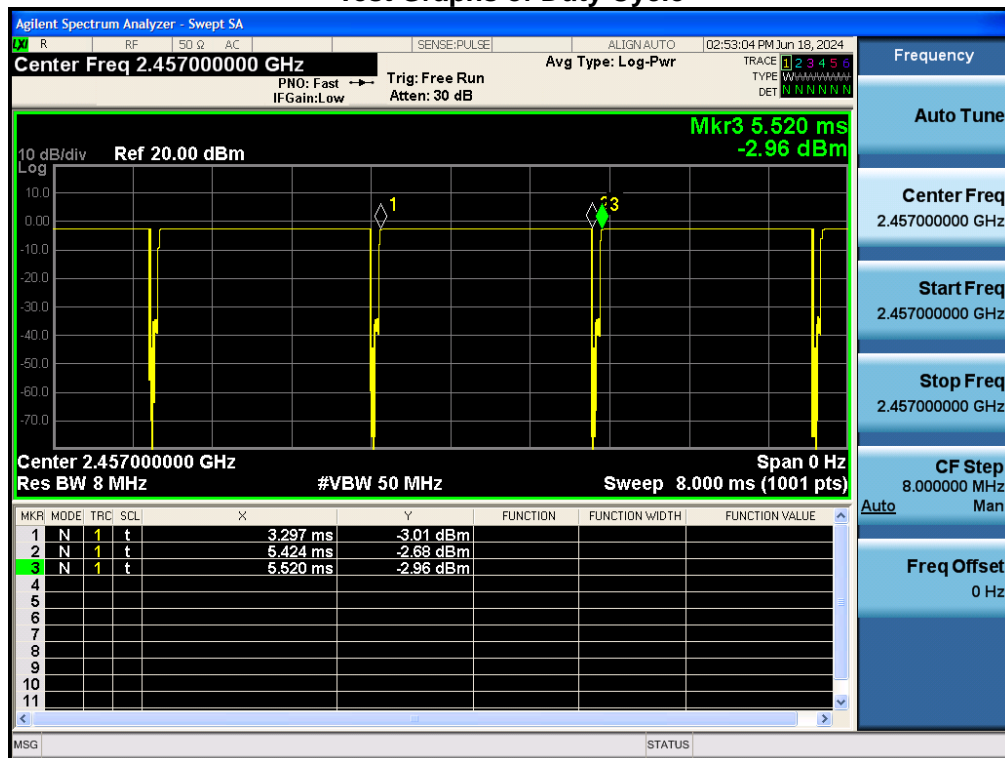 Agilent Spectrum Analyzer - Swept SA
LXI R RF 50 Ω AC SENSE:PULSE ALIGN AUTO 02:53:04 PM Jun 18, 2024
Center Freq 2.457000000 GHz
PNO: Fast
IFGain:Low
Trig: Free Run
Atten: 30 dB
Avg Type: Log-Pwr
TRACE 1 2 3 4 5 6
TYPE WWWWWWWW
DET N N N N N N
Mkr3 5.520 ms
-2.96 dBm
10 dB/div Ref 20.00 dBm
Log
10.0
0.00
-10.0
-20.0
-30.0
-40.0
-50.0
-60.0
-70.0
1
3
Center 2.457000000 GHz Span 0 Hz
Res BW 8 MHz #VBW 50 MHz Sweep 8.000 ms (1001 pts)
MKR MODE TRC SCL X Y FUNCTION FUNCTION WIDTH FUNCTION VALUE
1 N 1 t 3.297 ms -3.01 dBm
2 N 1 t 5.424 ms -2.68 dBm
3 N 1 t 5.520 ms -2.96 dBm
4
5
6
7
8
9
10
11
MSG STATUS
Frequency
Auto Tune
Center Freq
2.457000000 GHz
Start Freq
2.457000000 GHz
Stop Freq
2.457000000 GHz
CF Step
8.000000 MHz
Auto Man
Freq Offset
0 Hz